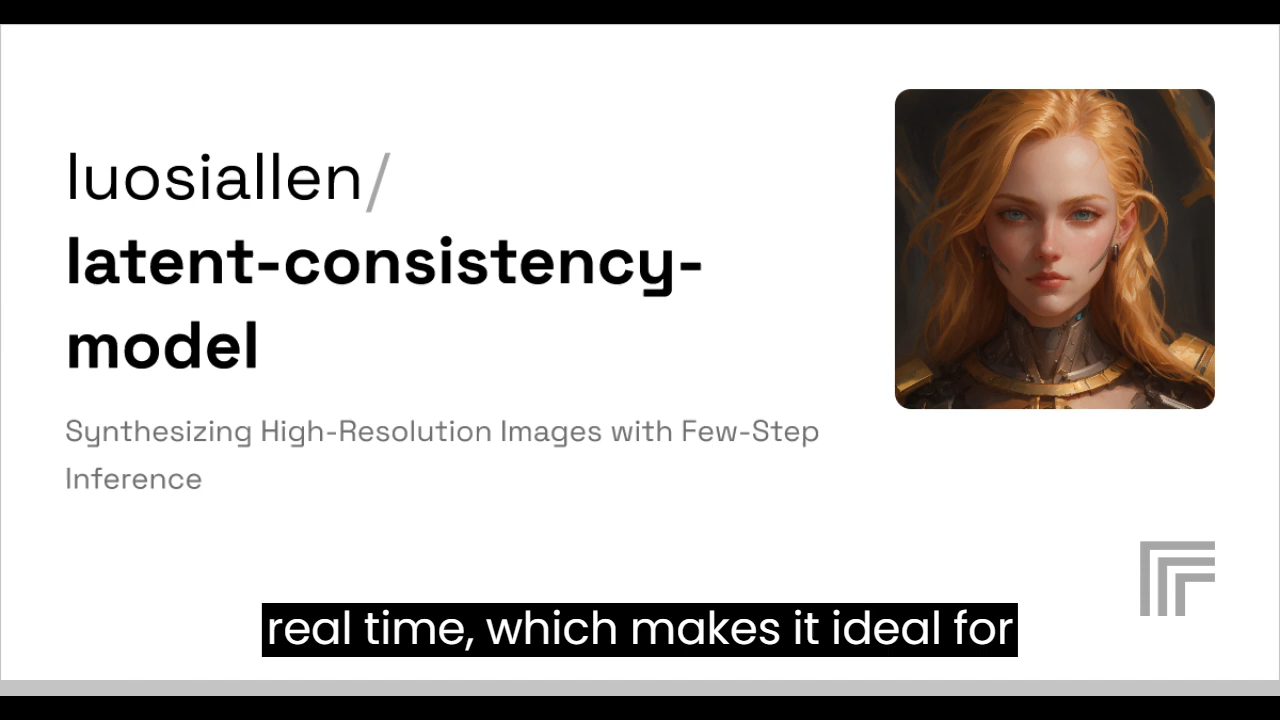 luosiallen/
latent-consistency-
model
Synthesizing High-Resolution Images with Few-Step
Inference
real time, which makes it ideal for